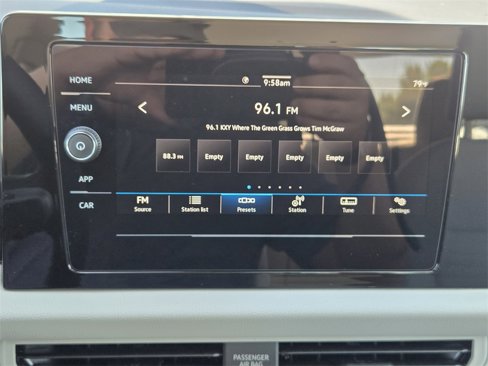 HOME
MENU
APP
CAR
9:58am
79°F
96.1 FM
96.1 KXY Where The Green Grass Grows Tim McGraw
88.3 FM Empty Empty Empty Empty Empty
FM Source Station list Presets Station Tune Settings
PASSENGER
AIR BAG